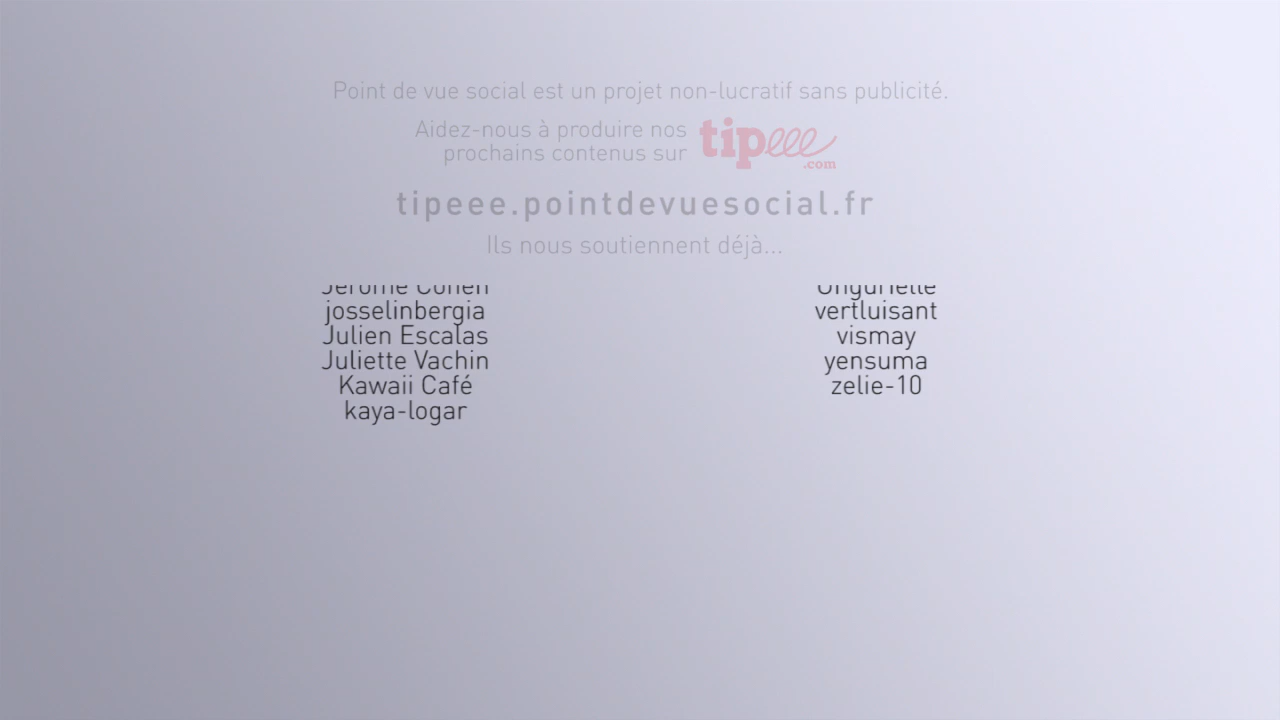 Point de vue social est un projet non-lucratif sans publicité.
Aidez-nous à produire nos
prochains contenus sur
tipeee.com
tipeee.pointdevuesocial.fr
Ils nous soutiennent déjà...
Jérôme Cohen
josselinbergia
Julien Escalas
Juliette Vachin
Kawaii Café
kaya-logar
vertluisant
vismay
yensuma
zelie-10